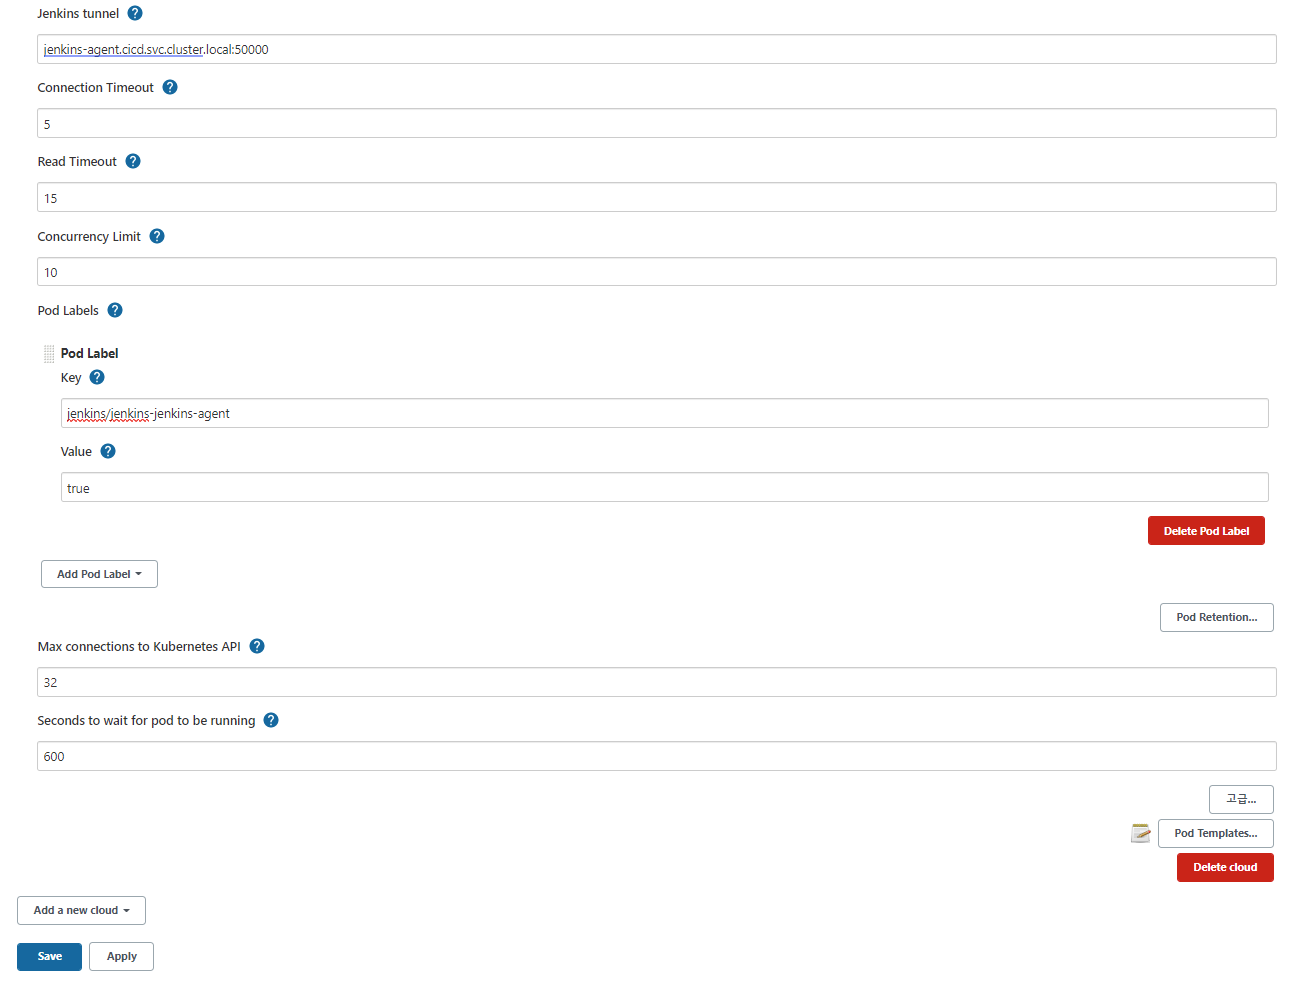 Jenkins tunnel ?
jenkins-agent.cicd.svc.cluster.local:50000
Connection Timeout ?
5
Read Timeout ?
15
Concurrency Limit ?
10
Pod Labels ?
Pod Label
Key ?
jenkins/jenkins-jenkins-agent
Value ?
true
Delete Pod Label
Add Pod Label
Pod Retention...
Max connections to Kubernetes API ?
32
Seconds to wait for pod to be running ?
600
고급...
Pod Templates...
Delete cloud
Add a new cloud
Save Apply